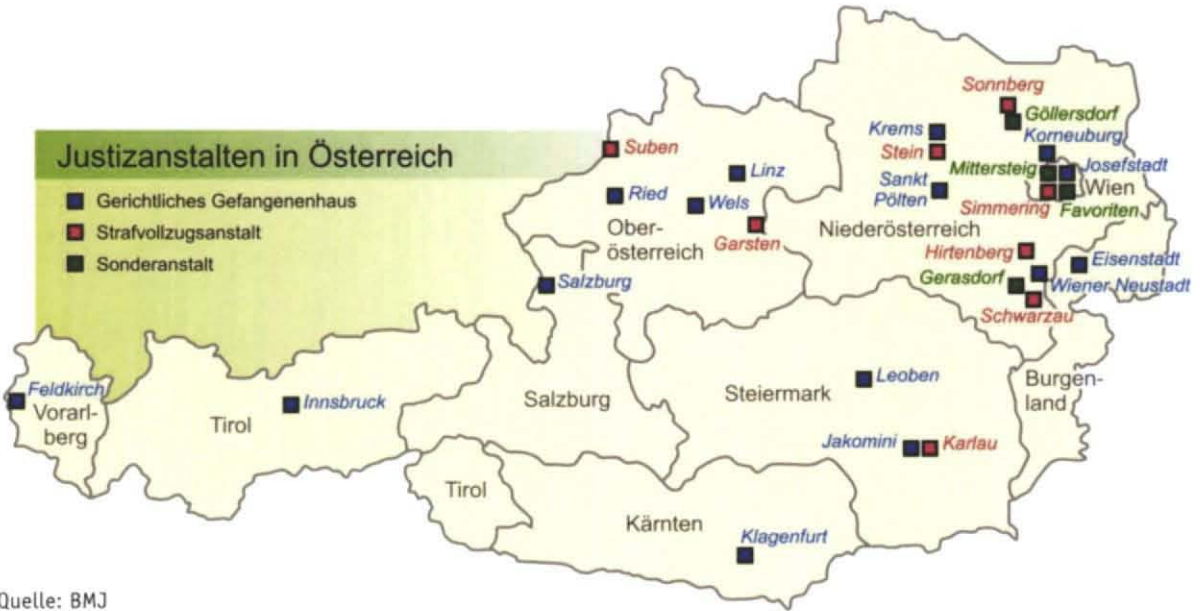 Justizanstalten in Österreich
Gerichtliches Gefangenenhaus
Strafvollzugsanstalt
Sonderanstalt
Sonnberg
Göllersdorf
Krems
Korneuburg
Suben
Stein
Mittersteig
Josefstadt
Linz
Wien
Ried
Wels
Sankt
Pölten
Simmering
Favoriten
Garsten
Ober-
österreich
Niederösterreich
Hirtenberg
Eisenstadt
Salzburg
Gerasdorf
Wiener Neustadt
Schwarzau
Feldkirch
Vorarl-
berg
Innsbruck
Tirol
Salzburg
Steiermark
Leoben
Burgen-
land
Jakomini
Karlau
Tirol
Kärnten
Klagenfurt
Quelle: BMJ